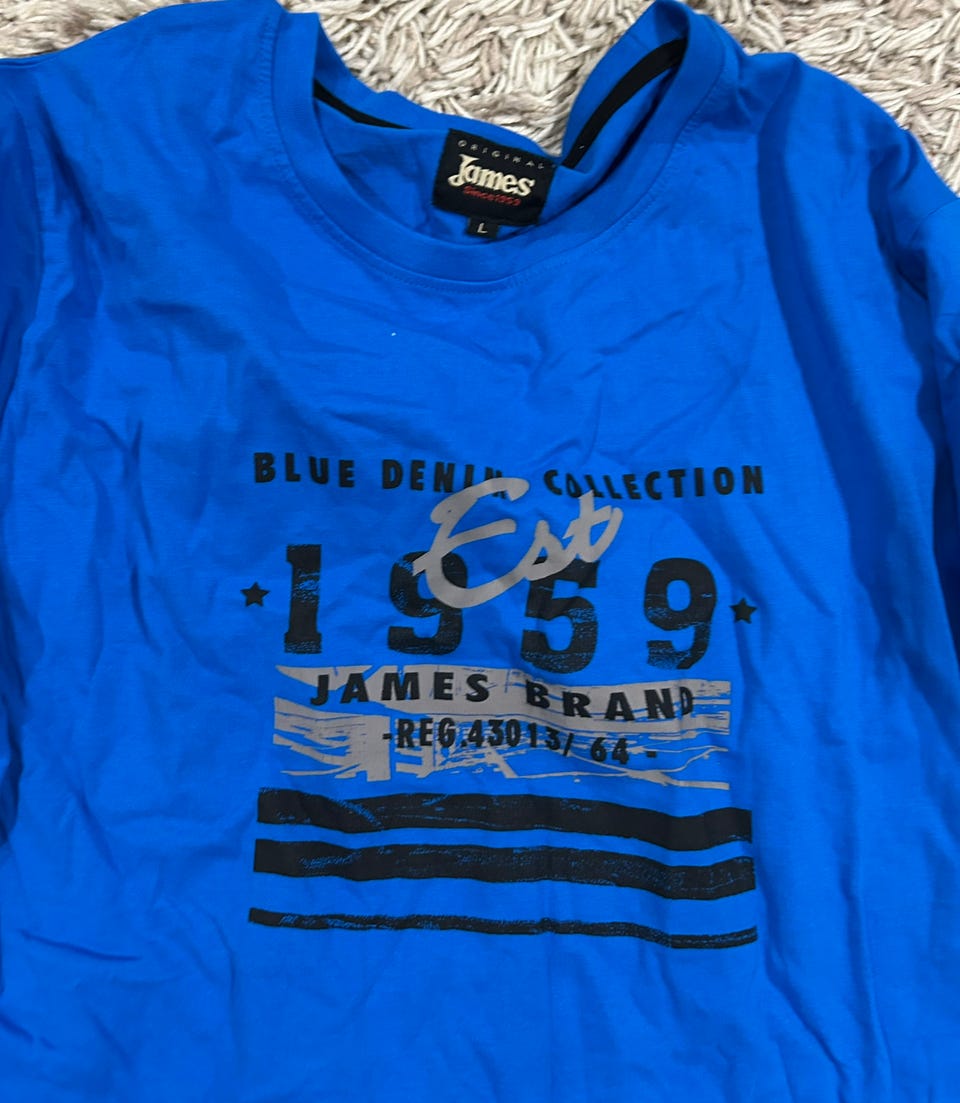 ORIGINAL
James
Since1959
L
BLUE DENIM COLLECTION
Est
1959
JAMES BRAND
-REG.43013/ 64 -